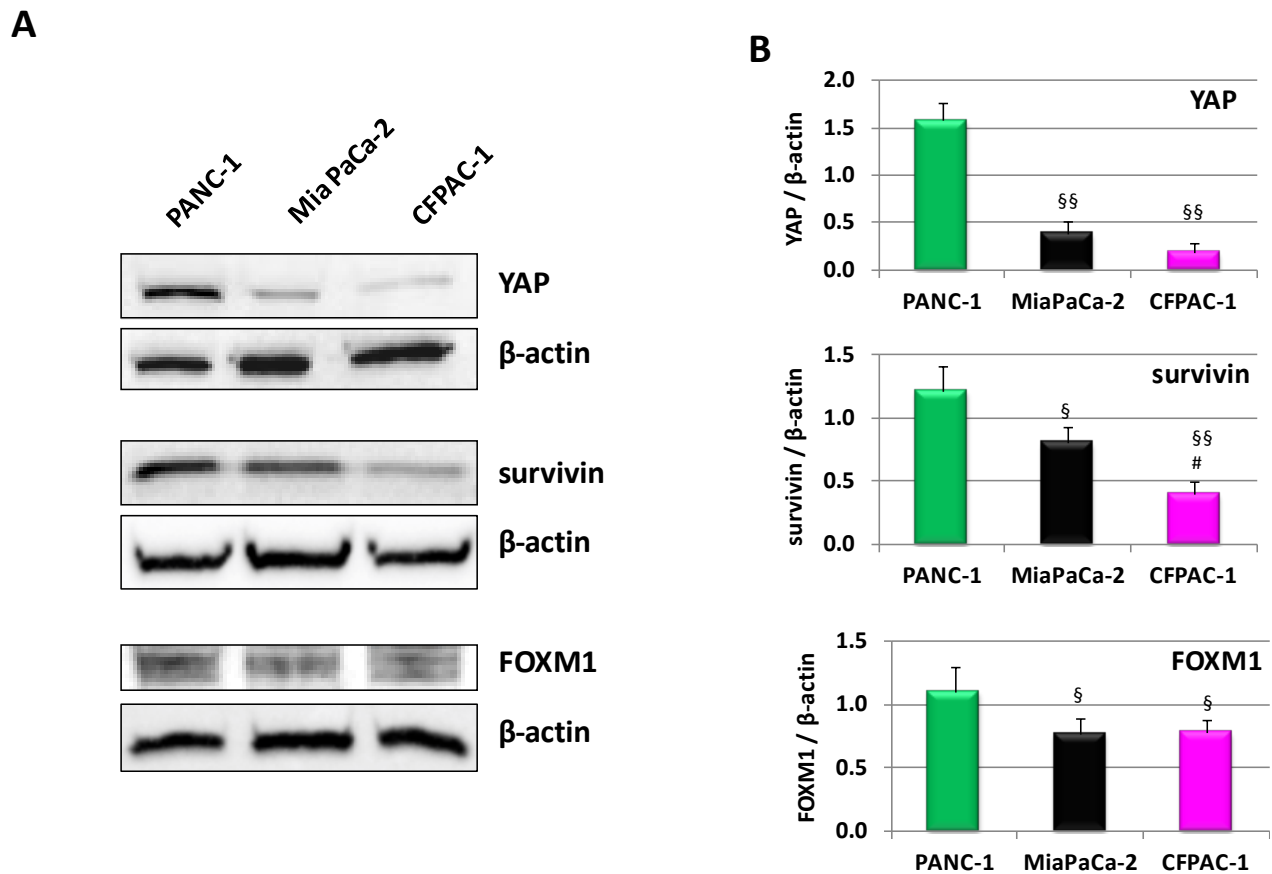 A
PANC-1
Mia PaCa-2
CFPAC-1
YAP
β-actin
survivin
β-actin
FOXM1
β-actin
B
YAP
YAP / β-actin
2.0
1.5
1.0
0.5
0.0
§§
§§
PANC-1 MiaPaCa-2 CFPAC-1
survivin
survivin / β-actin
1.5
1.0
0.5
0.0
§
§§
#
PANC-1 MiaPaCa-2 CFPAC-1
FOXM1
FOXM1 / β-actin
1.5
1.0
0.5
0.0
§
§
PANC-1 MiaPaCa-2 CFPAC-1